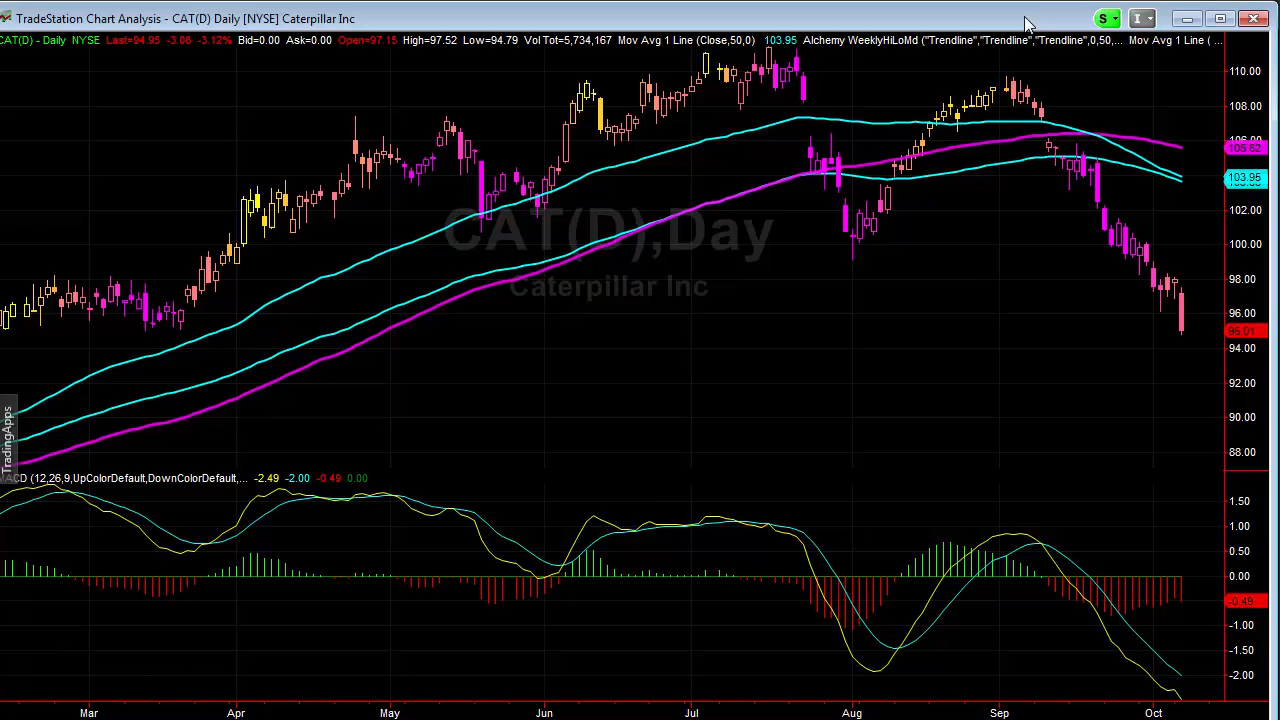 TradeStation Chart Analysis - CAT(D) Daily [NYSE] Caterpillar Inc
S
I
CAT(D) - Daily NYSE Last=94.95 -3.06 -3.12% Bid=0.00 Ask=0.00 Open=97.15 High=97.52 Low=94.79 Vol Tot=5,734,167 Mov Avg 1 Line (Close,50,0) 103.95 Alchemy WeeklyHiLoMd ("Trendline","Trendline","Trendline",0,50,... Mov Avg 1 Line ( ...
110.00
108.00
105.62
103.95
102.00
100.00
98.00
96.00
94.00
92.00
90.00
88.00
CAT(D),Day
Caterpillar Inc
TradingApps
MACD (12,26,9,UpColorDefault,DownColorDefault,... -2.49 -2.00 -0.49 0.00
1.50
1.00
0.50
0.00
-0.49
-1.00
-1.50
-2.00
Mar Apr May Jun Jul Aug Sep Oct